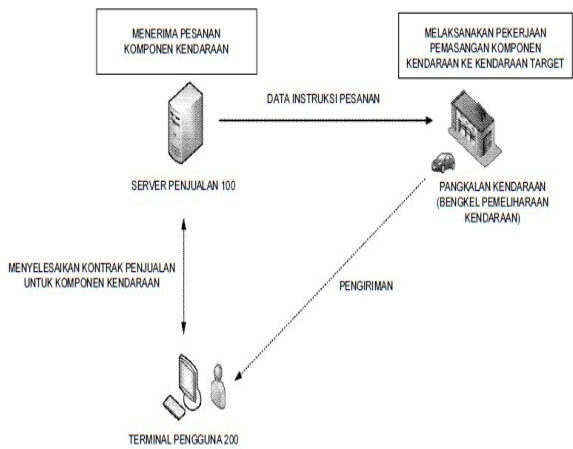 MENERIMA PESANAN
KOMPONEN KENDARAAN
MELAKSANAKAN PEKERJAAN
PEMASANGAN KOMPONEN
KENDARAAN KE KENDARAAN TARGET
DATA INSTRUKSI PESANAN
SERVER PENJUALAN 100
PANGKALAN KENDARAAN
(BENGKEL PEMELIHARAAN
KENDARAAN)
MENYELESAIKAN KONTRAK PENJUALAN
UNTUK KOMPONEN KENDARAAN
PENGIRIMAN
TERMINAL PENGGUNA 200